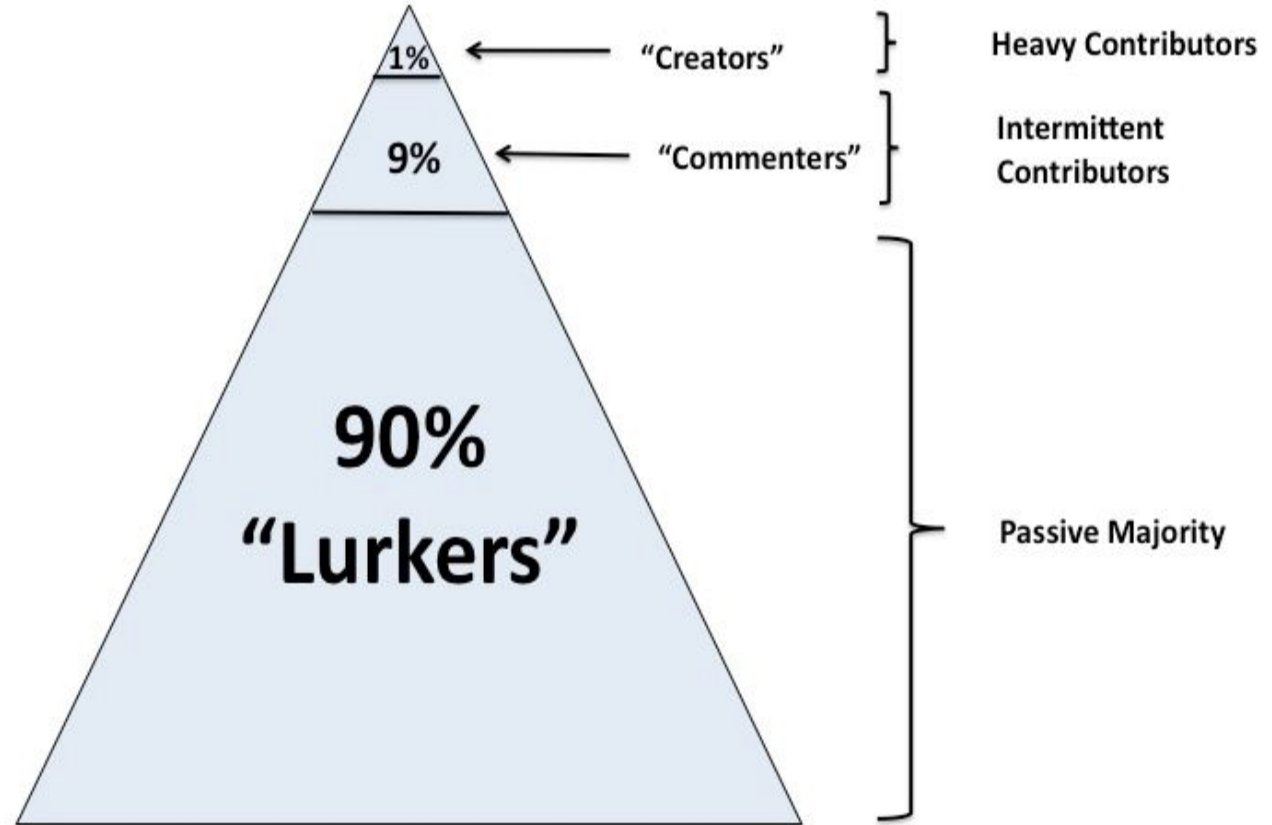 1%
“Creators”
Heavy Contributors
9%
“Commenters”
Intermittent
Contributors
90%
“Lurkers”
Passive Majority